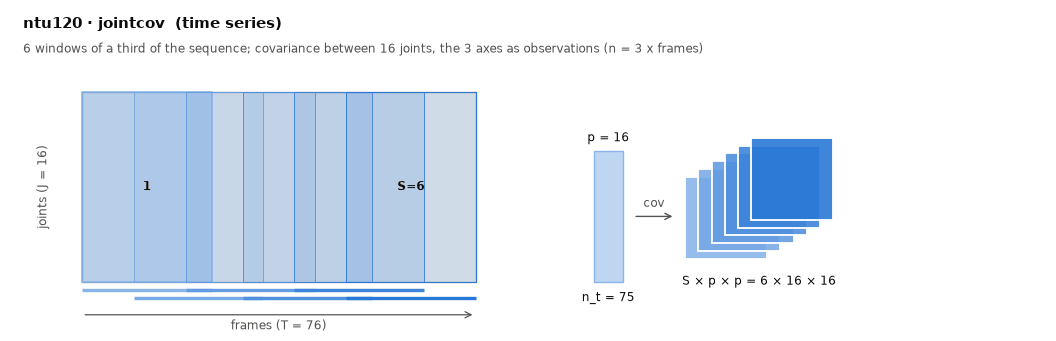 ntu120 · jointcov  (time series)
6 windows of a third of the sequence; covariance between 16 joints, the 3 axes as observations (n = 3 x frames)
joints (J = 16)
1
S=6
frames (T = 76)
p = 16
n_t = 75
cov
S × p × p = 6 × 16 × 16